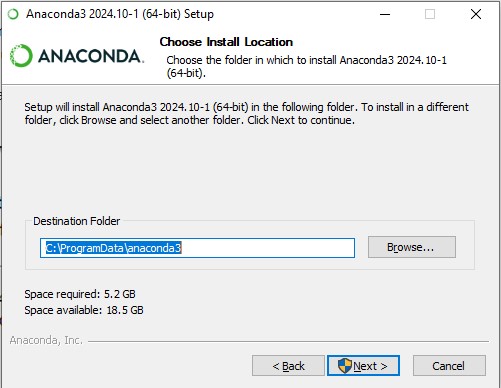 Anaconda3 2024.10-1 (64-bit) Setup
ANACONDA.
Choose Install Location
Choose the folder in which to install Anaconda3 2024.10-1
(64-bit).
Setup will install Anaconda3 2024.10-1 (64-bit) in the following folder. To install in a different
folder, click Browse and select another folder. Click Next to continue.
Destination Folder
C:\ProgramData\anaconda3
Browse...
Space required: 5.2 GB
Space available: 18.5 GB
Anaconda, Inc.
< Back
Next >
Cancel